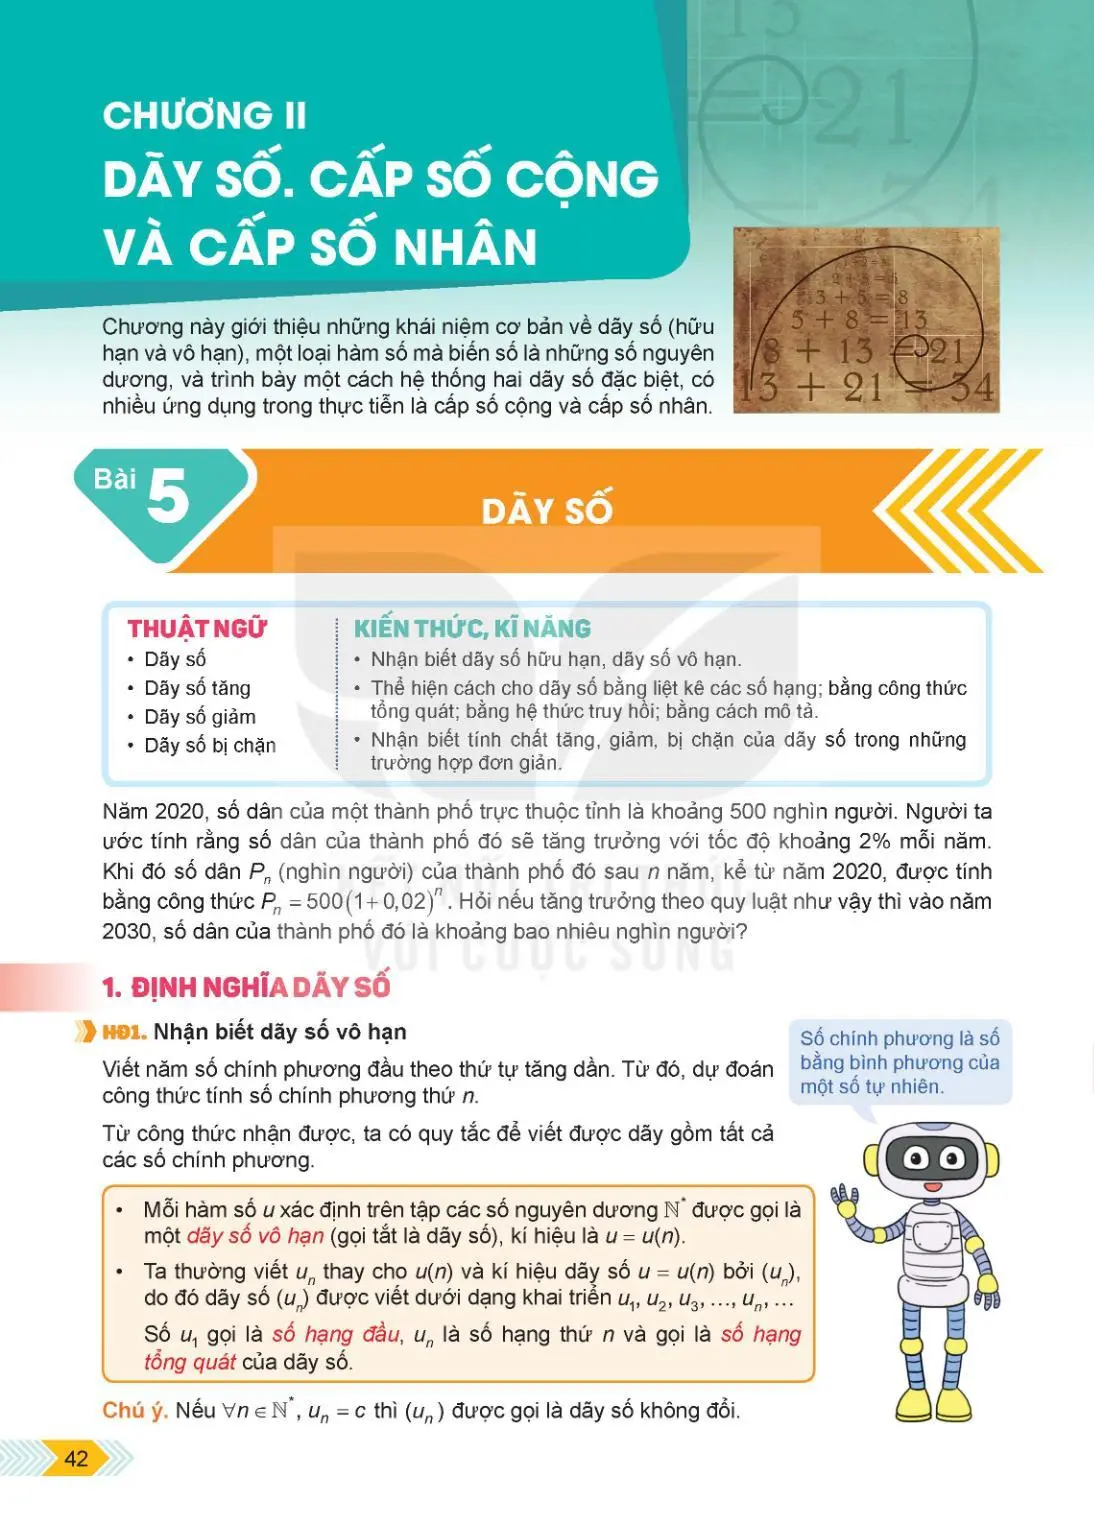 CHƯƠNG II
DÃY SỐ. CẤP SỐ CỘNG
VÀ CẤP SỐ NHÂN
21
34
3 + 5 = 8
5 + 8 = 13
8 + 13 = 21
13 + 21 = 34
Chương này giới thiệu những khái niệm cơ bản về dãy số (hữu
hạn và vô hạn), một loại hàm số mà biến số là những số nguyên
dương, và trình bày một cách hệ thống hai dãy số đặc biệt, có
nhiều ứng dụng trong thực tiễn là cấp số cộng và cấp số nhân.
Bài 5
DÃY SỐ
THUẬT NGỮ
• Dãy số
• Dãy số tăng
• Dãy số giảm
• Dãy số bị chặn
KIẾN THỨC, KĨ NĂNG
• Nhận biết dãy số hữu hạn, dãy số vô hạn.
• Thể hiện cách cho dãy số bằng liệt kê các số hạng; bằng công thức
tổng quát; bằng hệ thức truy hồi; bằng cách mô tả.
• Nhận biết tính chất tăng, giảm, bị chặn của dãy số trong những
trường hợp đơn giản.
Năm 2020, số dân của một thành phố trực thuộc tỉnh là khoảng 500 nghìn người. Người ta
ước tính rằng số dân của thành phố đó sẽ tăng trưởng với tốc độ khoảng 2% mỗi năm.
Khi đó số dân Pₙ (nghìn người) của thành phố đó sau n năm, kể từ năm 2020, được tính
bằng công thức Pₙ = 500(1+0,02)ⁿ. Hỏi nếu tăng trưởng theo quy luật như vậy thì vào năm
2030, số dân của thành phố đó là khoảng bao nhiêu nghìn người?
KẾT NỐI TRI THỨC
VỚI CUỘC SỐNG
1. ĐỊNH NGHĨA DÃY SỐ
HĐ1. Nhận biết dãy số vô hạn
Viết năm số chính phương đầu theo thứ tự tăng dần. Từ đó, dự đoán
công thức tính số chính phương thứ n.
Từ công thức nhận được, ta có quy tắc để viết được dãy gồm tất cả
các số chính phương.
Số chính phương là số
bằng bình phương của
một số tự nhiên.
• Mỗi hàm số u xác định trên tập các số nguyên dương ℕ* được gọi là
một dãy số vô hạn (gọi tắt là dãy số), kí hiệu là u = u(n).
• Ta thường viết uₙ thay cho u(n) và kí hiệu dãy số u = u(n) bởi (uₙ),
do đó dãy số (uₙ) được viết dưới dạng khai triển u₁, u₂, u₃, ..., uₙ, ...
Số u₁ gọi là số hạng đầu, uₙ là số hạng thứ n và gọi là số hạng
tổng quát của dãy số.
Chú ý. Nếu ∀n ∈ ℕ*, uₙ = c thì (uₙ) được gọi là dãy số không đổi.
42